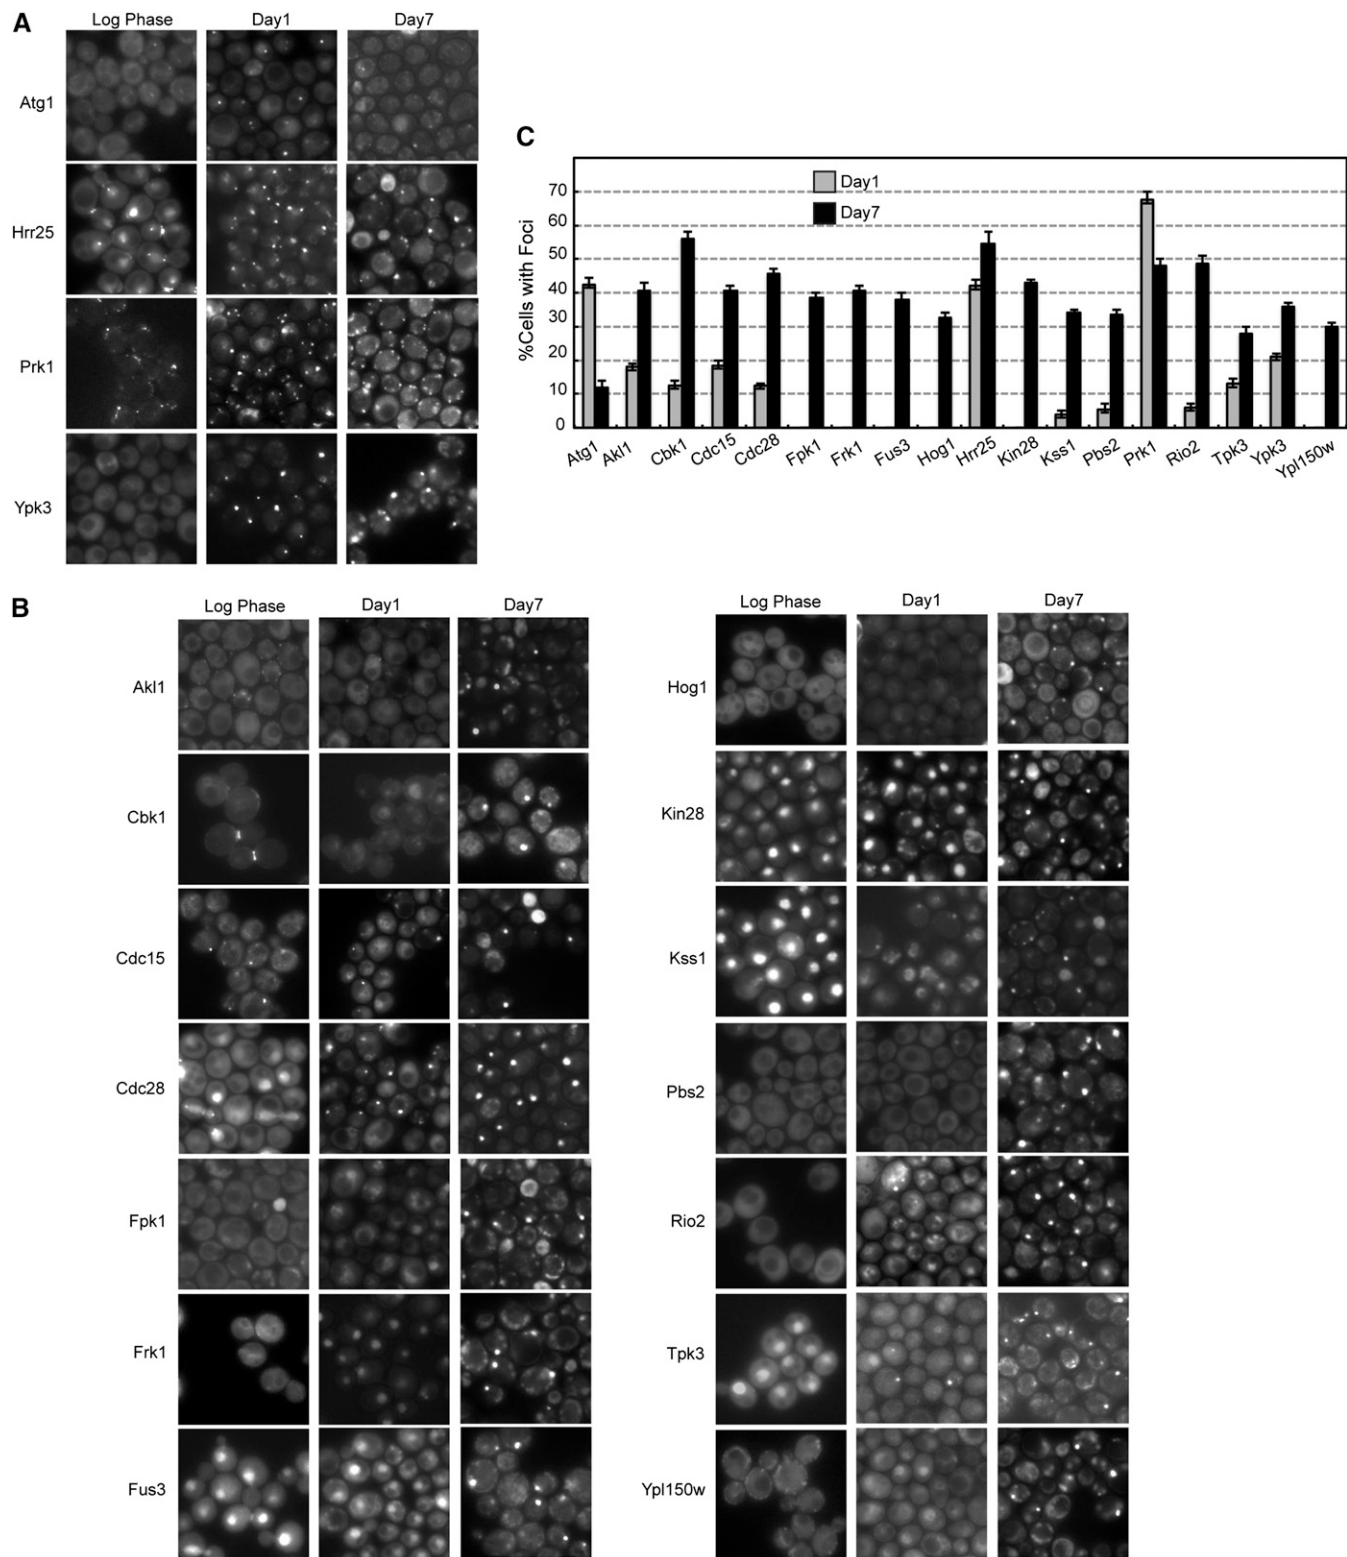 A
Log Phase Day1 Day7
Atg1
Hrr25
Prk1
Ypk3
C
Day1
Day7
%Cells with Foci
70
60
50
40
30
20
10
0
Atg1 Akl1 Cbk1 Cdc15 Cdc28 Fpk1 Frk1 Fus3 Hog1 Hrr25 Kin28 Kss1 Pbs2 Prk1 Rio2 Tpk3 Ypk3 Ypl150w
B
Log Phase Day1 Day7
Akl1
Cbk1
Cdc15
Cdc28
Fpk1
Frk1
Fus3
Log Phase Day1 Day7
Hog1
Kin28
Kss1
Pbs2
Rio2
Tpk3
Ypl150w